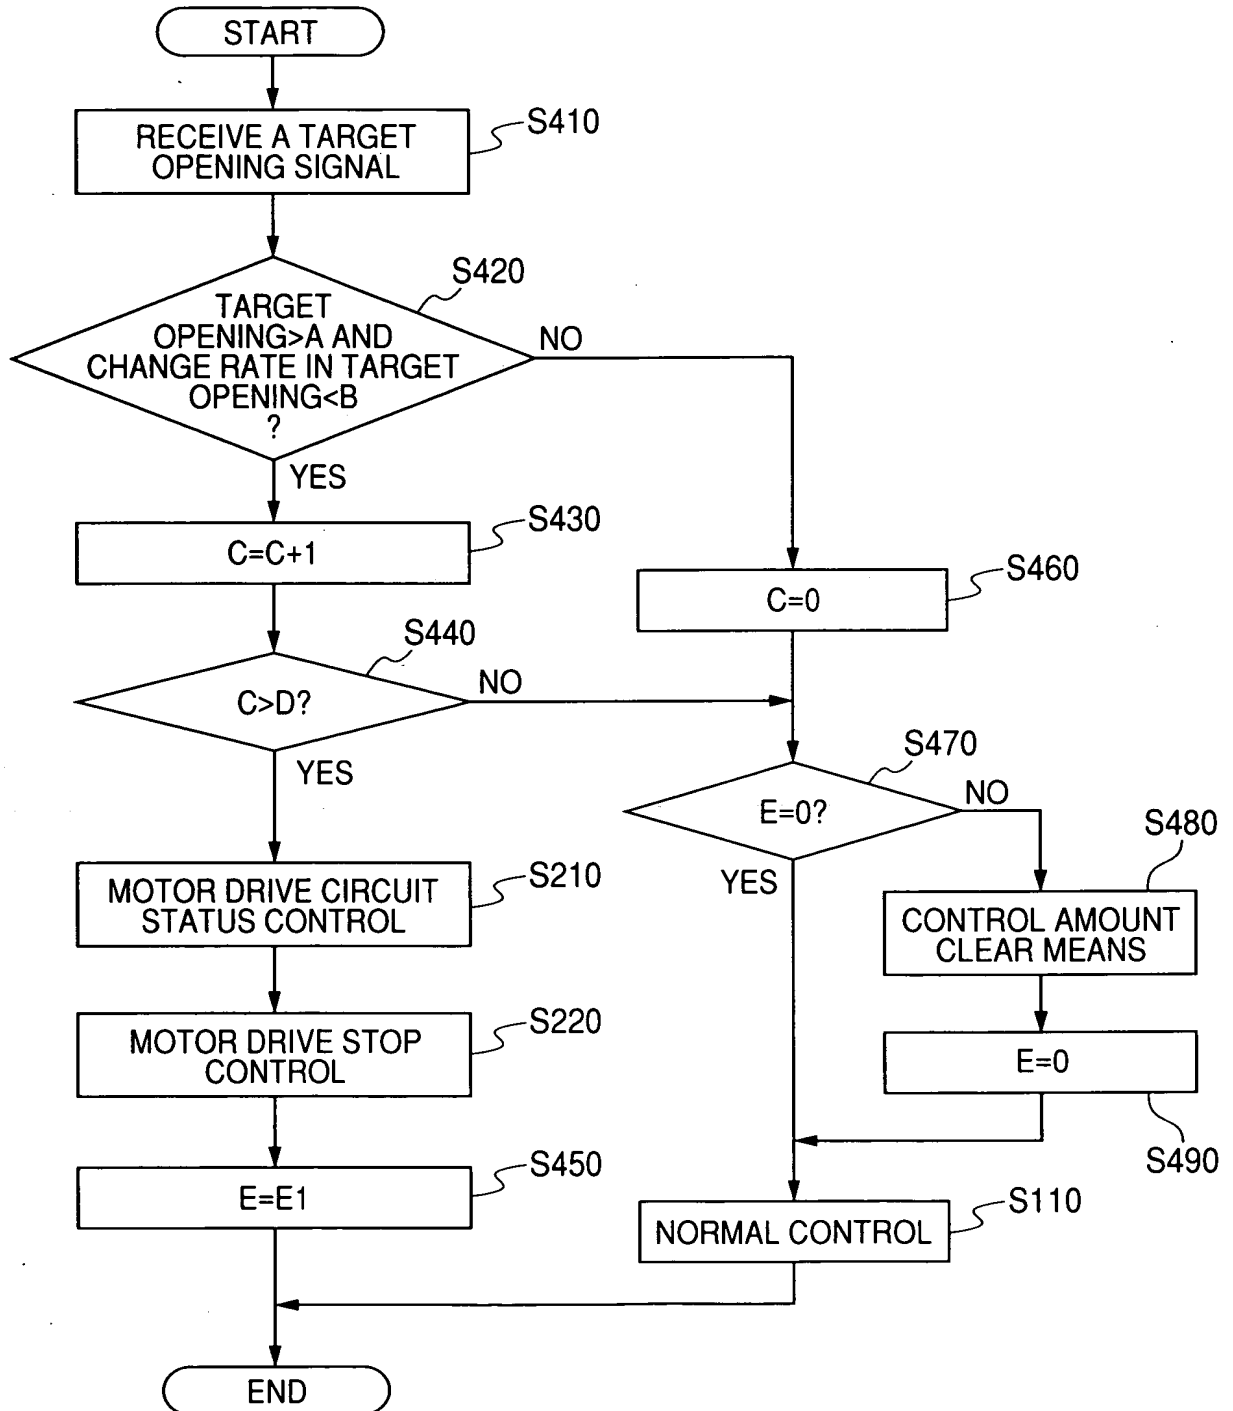 START
RECEIVE A TARGET
OPENING SIGNAL
S410
S420
TARGET
OPENING>A AND
CHANGE RATE IN TARGET
OPENING<B
?
NO
YES
C=C+1
S430
C=0
S460
S440
C>D?
NO
YES
S470
E=0?
NO
YES
S480
CONTROL AMOUNT
CLEAR MEANS
MOTOR DRIVE CIRCUIT
STATUS CONTROL
S210
MOTOR DRIVE STOP
CONTROL
S220
E=0
S490
E=E1
S450
NORMAL CONTROL
S110
END